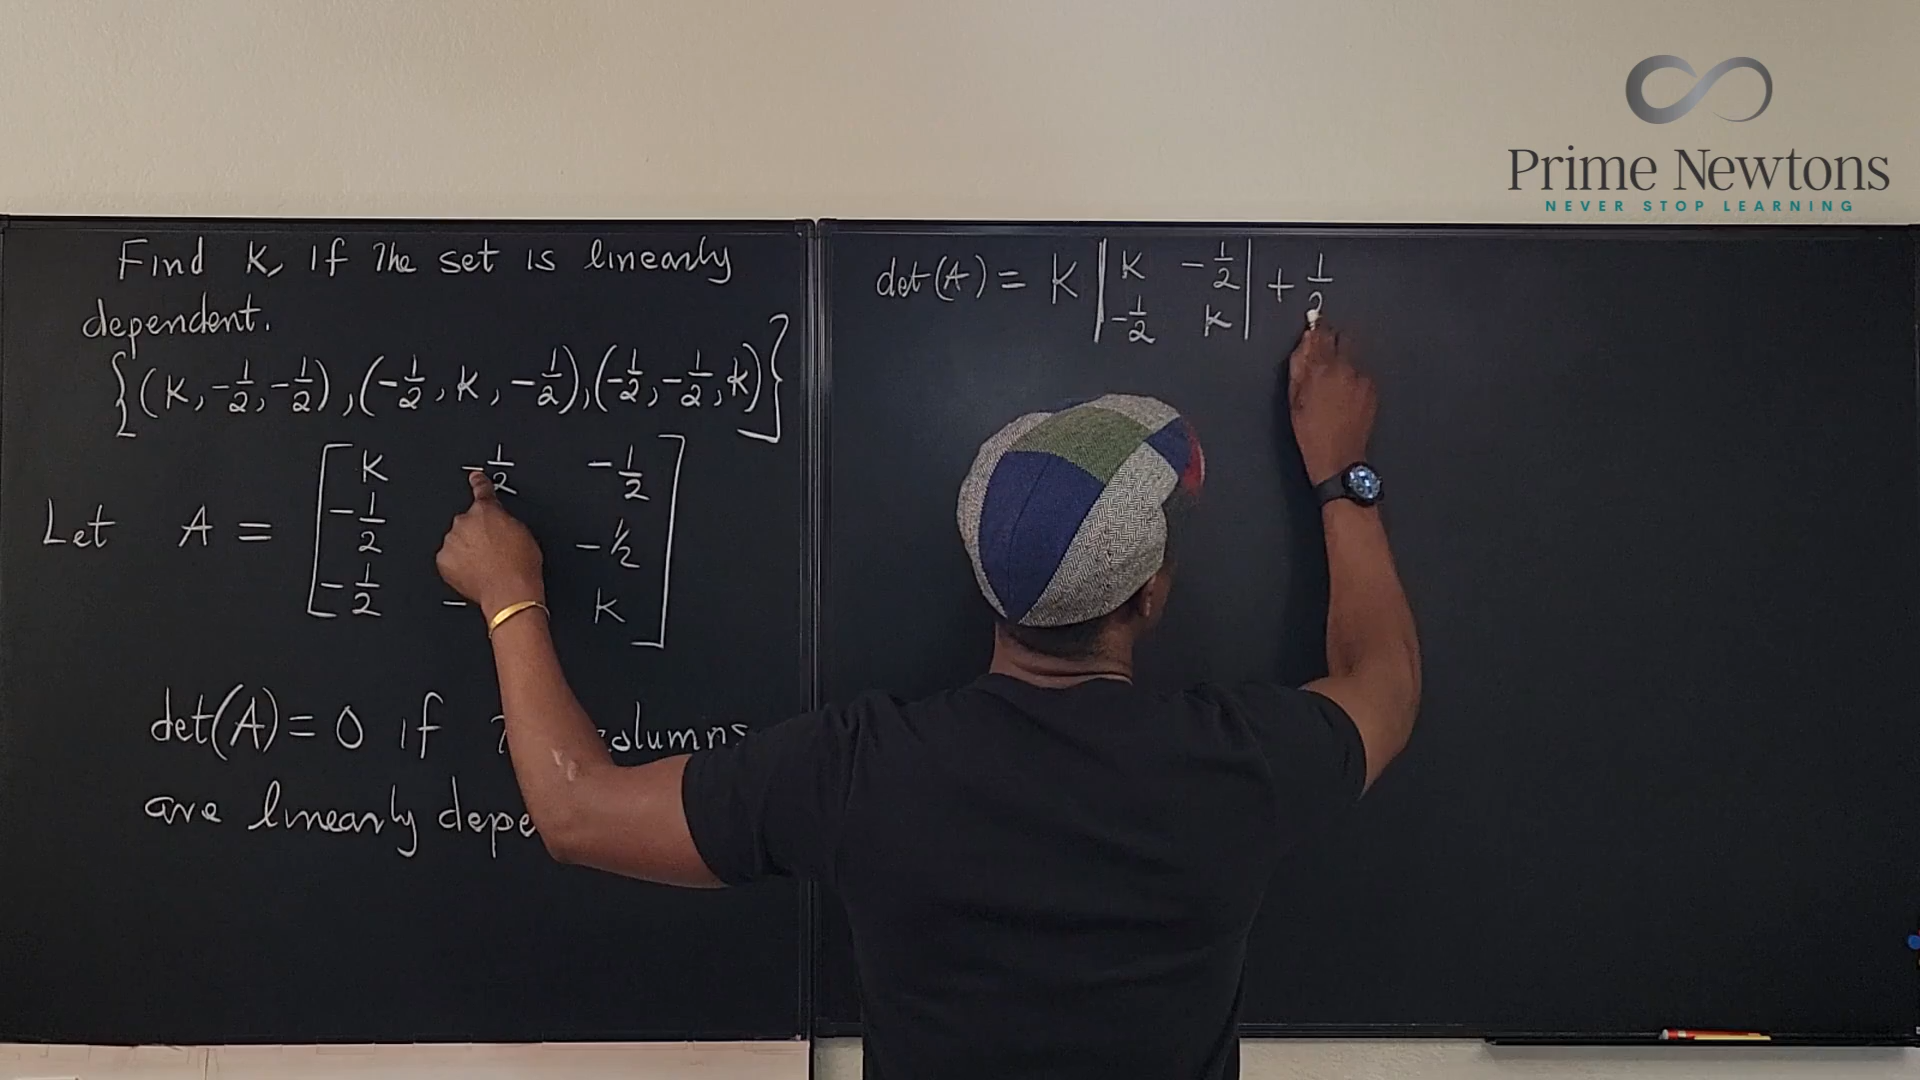 Prime Newtons
NEVER STOP LEARNING
Find K, if the set is linearly
dependent.
{(K, -1/2, -1/2), (-1/2, K, -1/2), (-1/2, -1/2, K)}
Let A = [K -1/2 -1/2
-1/2 -1/2
-1/2 - K]
det(A) = 0 if columns
are linearly depe
det(A) = K |K -1/2| + 1/2
|-1/2 K|